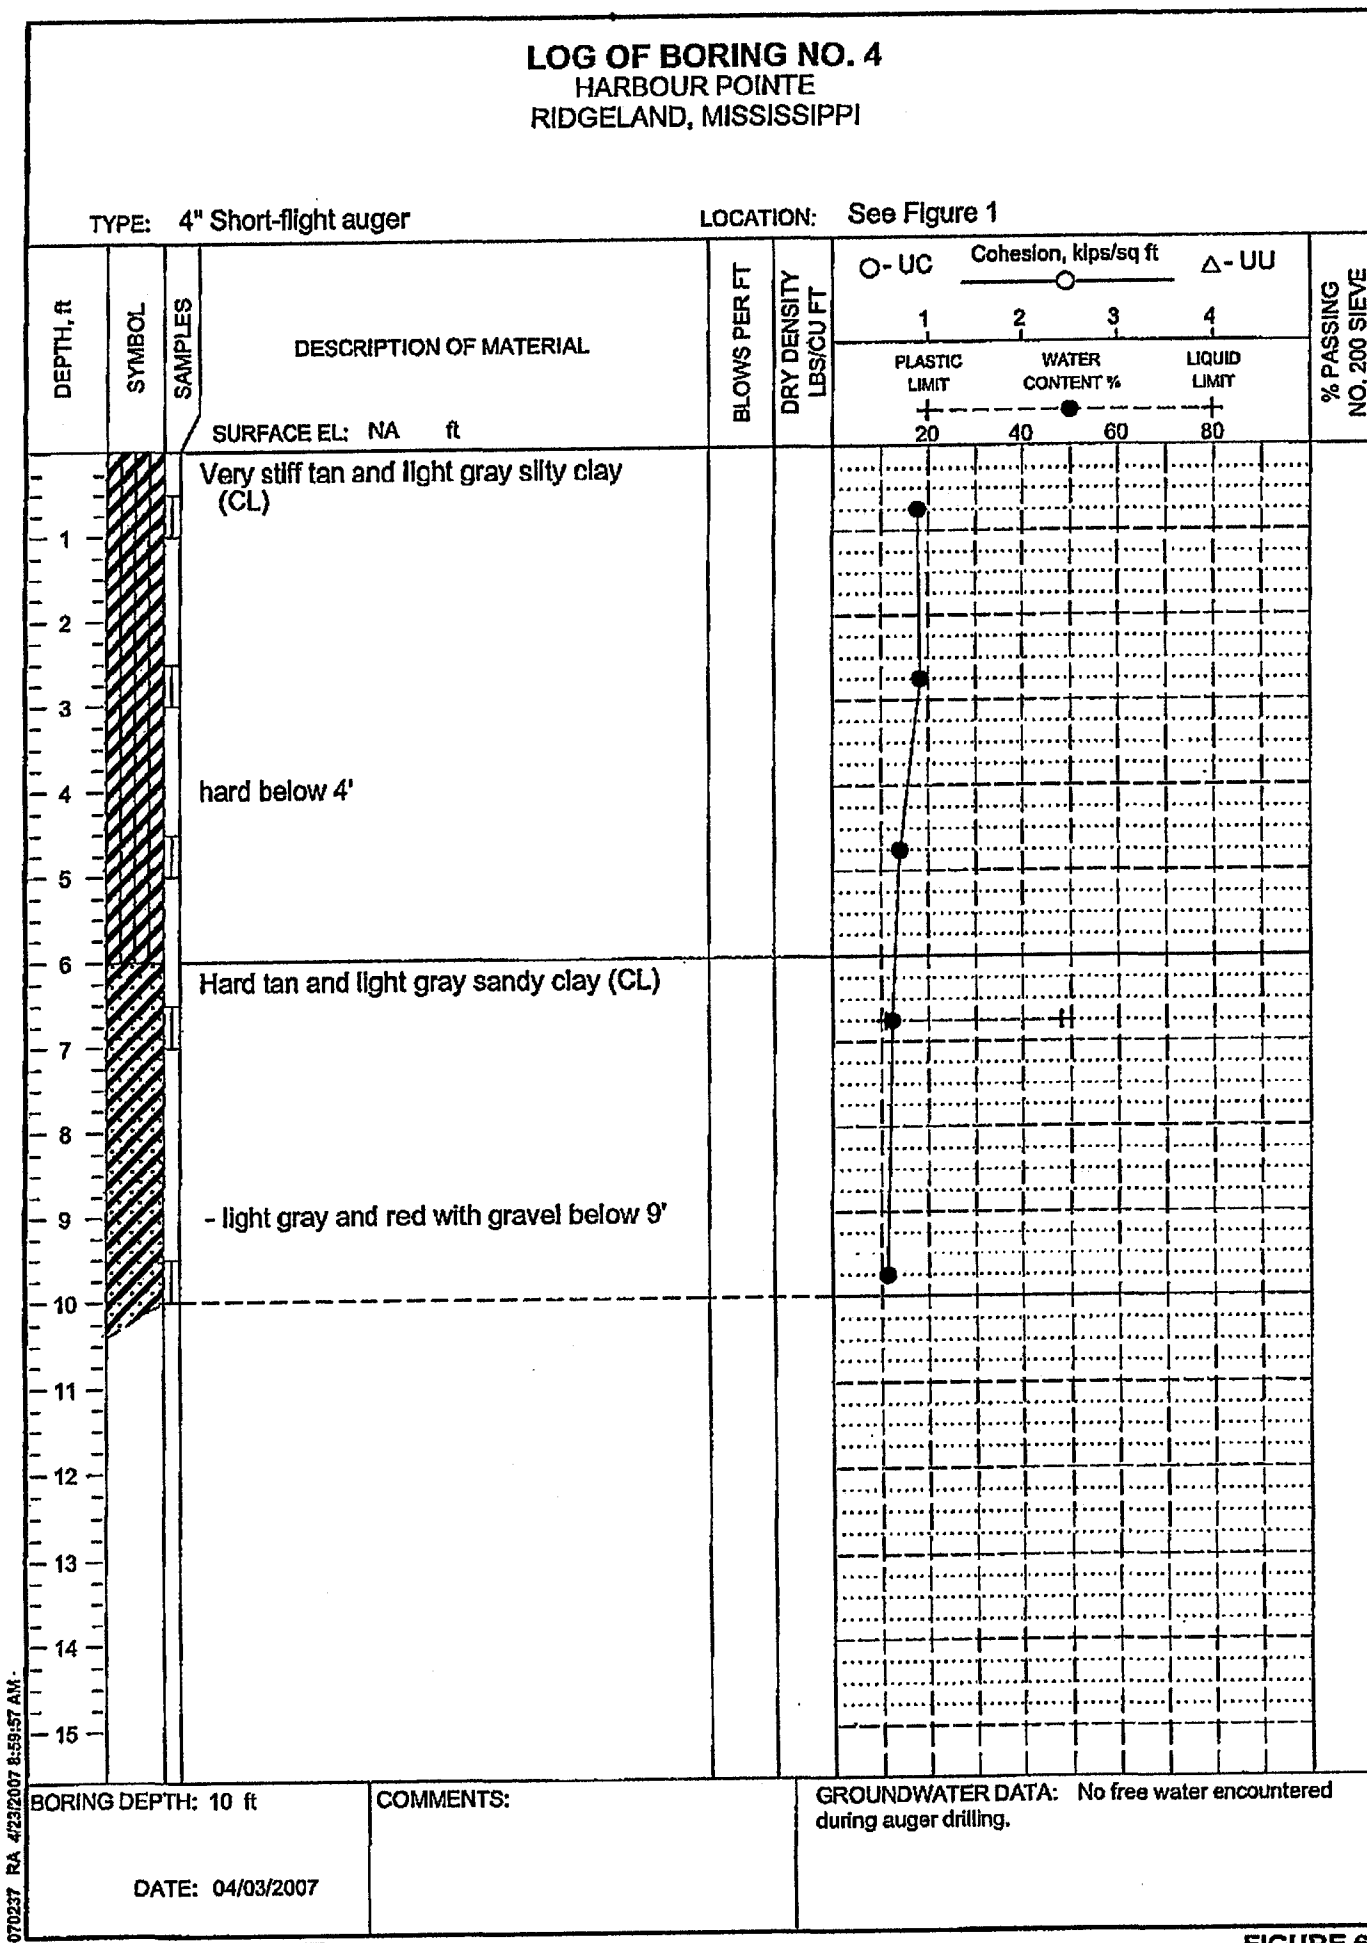 LOG OF BORING NO. 4
HARBOUR POINTE
RIDGELAND, MISSISSIPPI
TYPE: 4" Short-flight auger
LOCATION: See Figure 1
DEPTH, ft
SYMBOL
SAMPLES
DESCRIPTION OF MATERIAL
SURFACE EL: NA ft
BLOWS PER FT
DRY DENSITY
LBS/CU FT
O- UC Cohesion, kips/sq ft △- UU
1 2 3 4
PLASTIC WATER LIQUID
LIMIT CONTENT % LIMIT
20 40 60 80
% PASSING
NO. 200 SIEVE
Very stiff tan and light gray silty clay
(CL)
1
2
3
hard below 4'
4
5
6
Hard tan and light gray sandy clay (CL)
7
8
- light gray and red with gravel below 9'
9
10
11
12
13
14
15
070237 RA 4/23/2007 8:59:57 AM
BORING DEPTH: 10 ft
DATE: 04/03/2007
COMMENTS:
GROUNDWATER DATA: No free water encountered
during auger drilling.
FIGURE 6